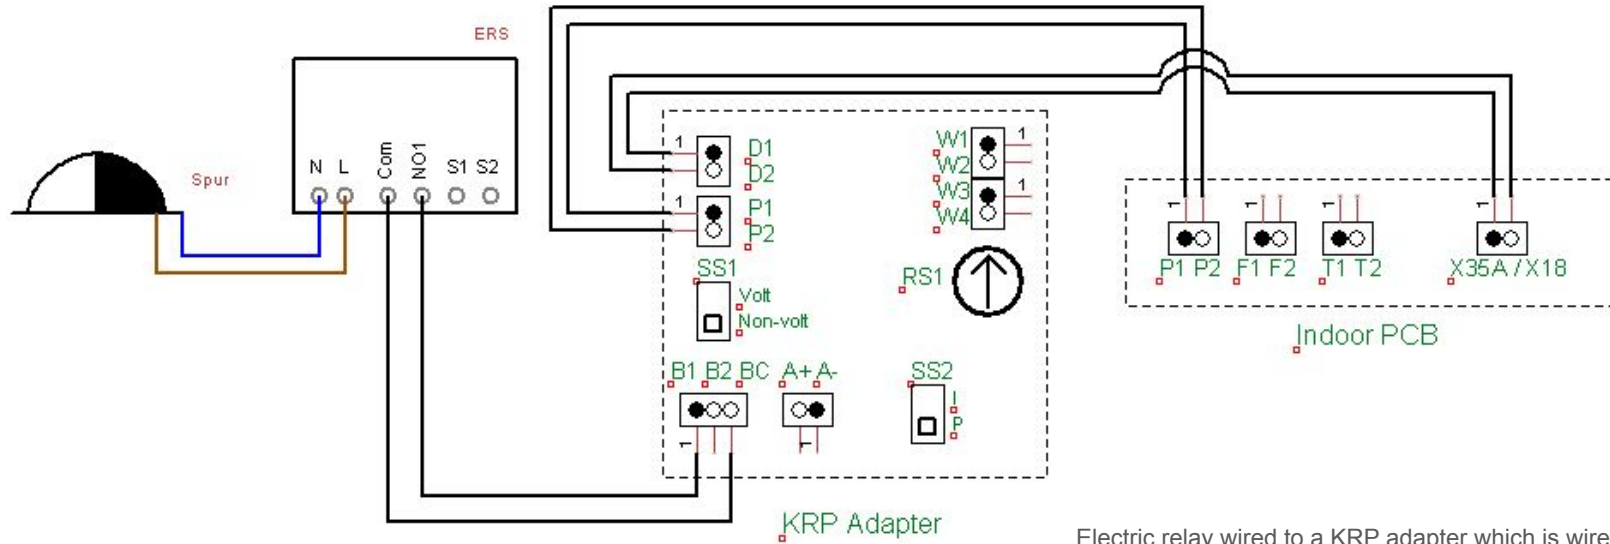 ERS
N L Com NO1 S1 S2
Spur
1 D1
D2
1 P1
P2
W1 1
W2
W3 1
W4
SS1
Volt
Non-volt
RS1
B1 B2 BC A+ A-
1 1
SS2
I
P
KRP Adapter
1 1 1 1
P1 P2 F1 F2 T1 T2 X35A / X18
Indoor PCB
Electric relay wired to a KRP adapter which is wire